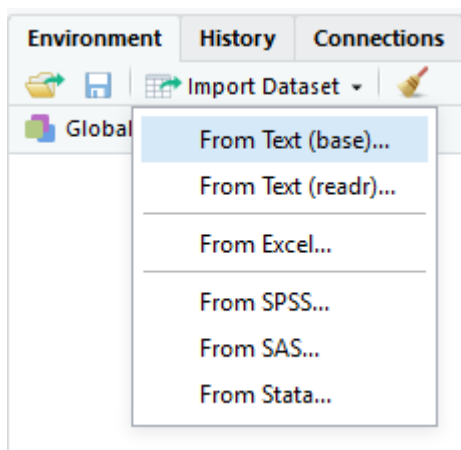 Environment History Connections
Import Dataset
Global
From Text (base)...
From Text (readr)...
From Excel...
From SPSS...
From SAS...
From Stata...